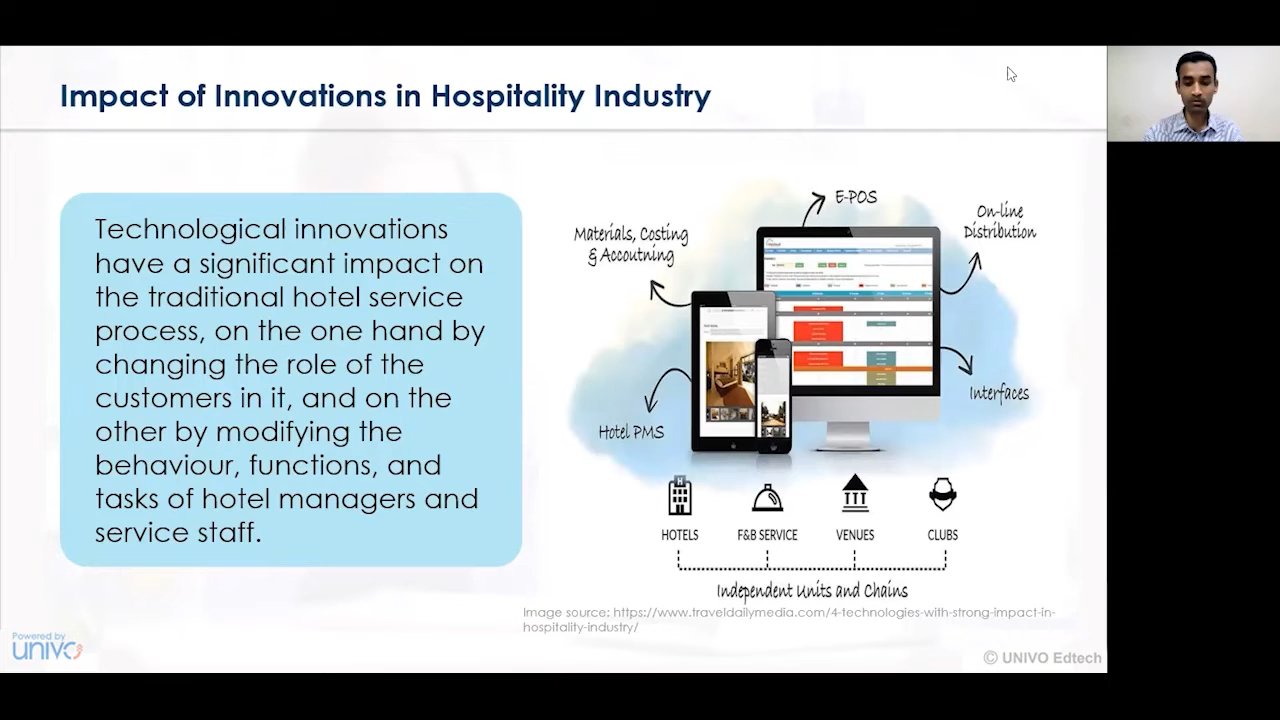 Impact of Innovations in Hospitality Industry
Technological innovations
have a significant impact on
the traditional hotel service
process, on the one hand by
changing the role of the
customers in it, and on the
other by modifying the
behaviour, functions, and
tasks of hotel managers and
service staff.
E-POS
On-line
Distribution
Materials, Costing
& Accoutning
Interfaces
Hotel PMS
HOTELS
F&B SERVICE
VENUES
CLUBS
Independent Units and Chains
Image source: https://www.traveldailymedia.com/4-technologies-with-strong-impact-in-
hospitality-industry/
Powered by
UNIVO
© UNIVO Edtech